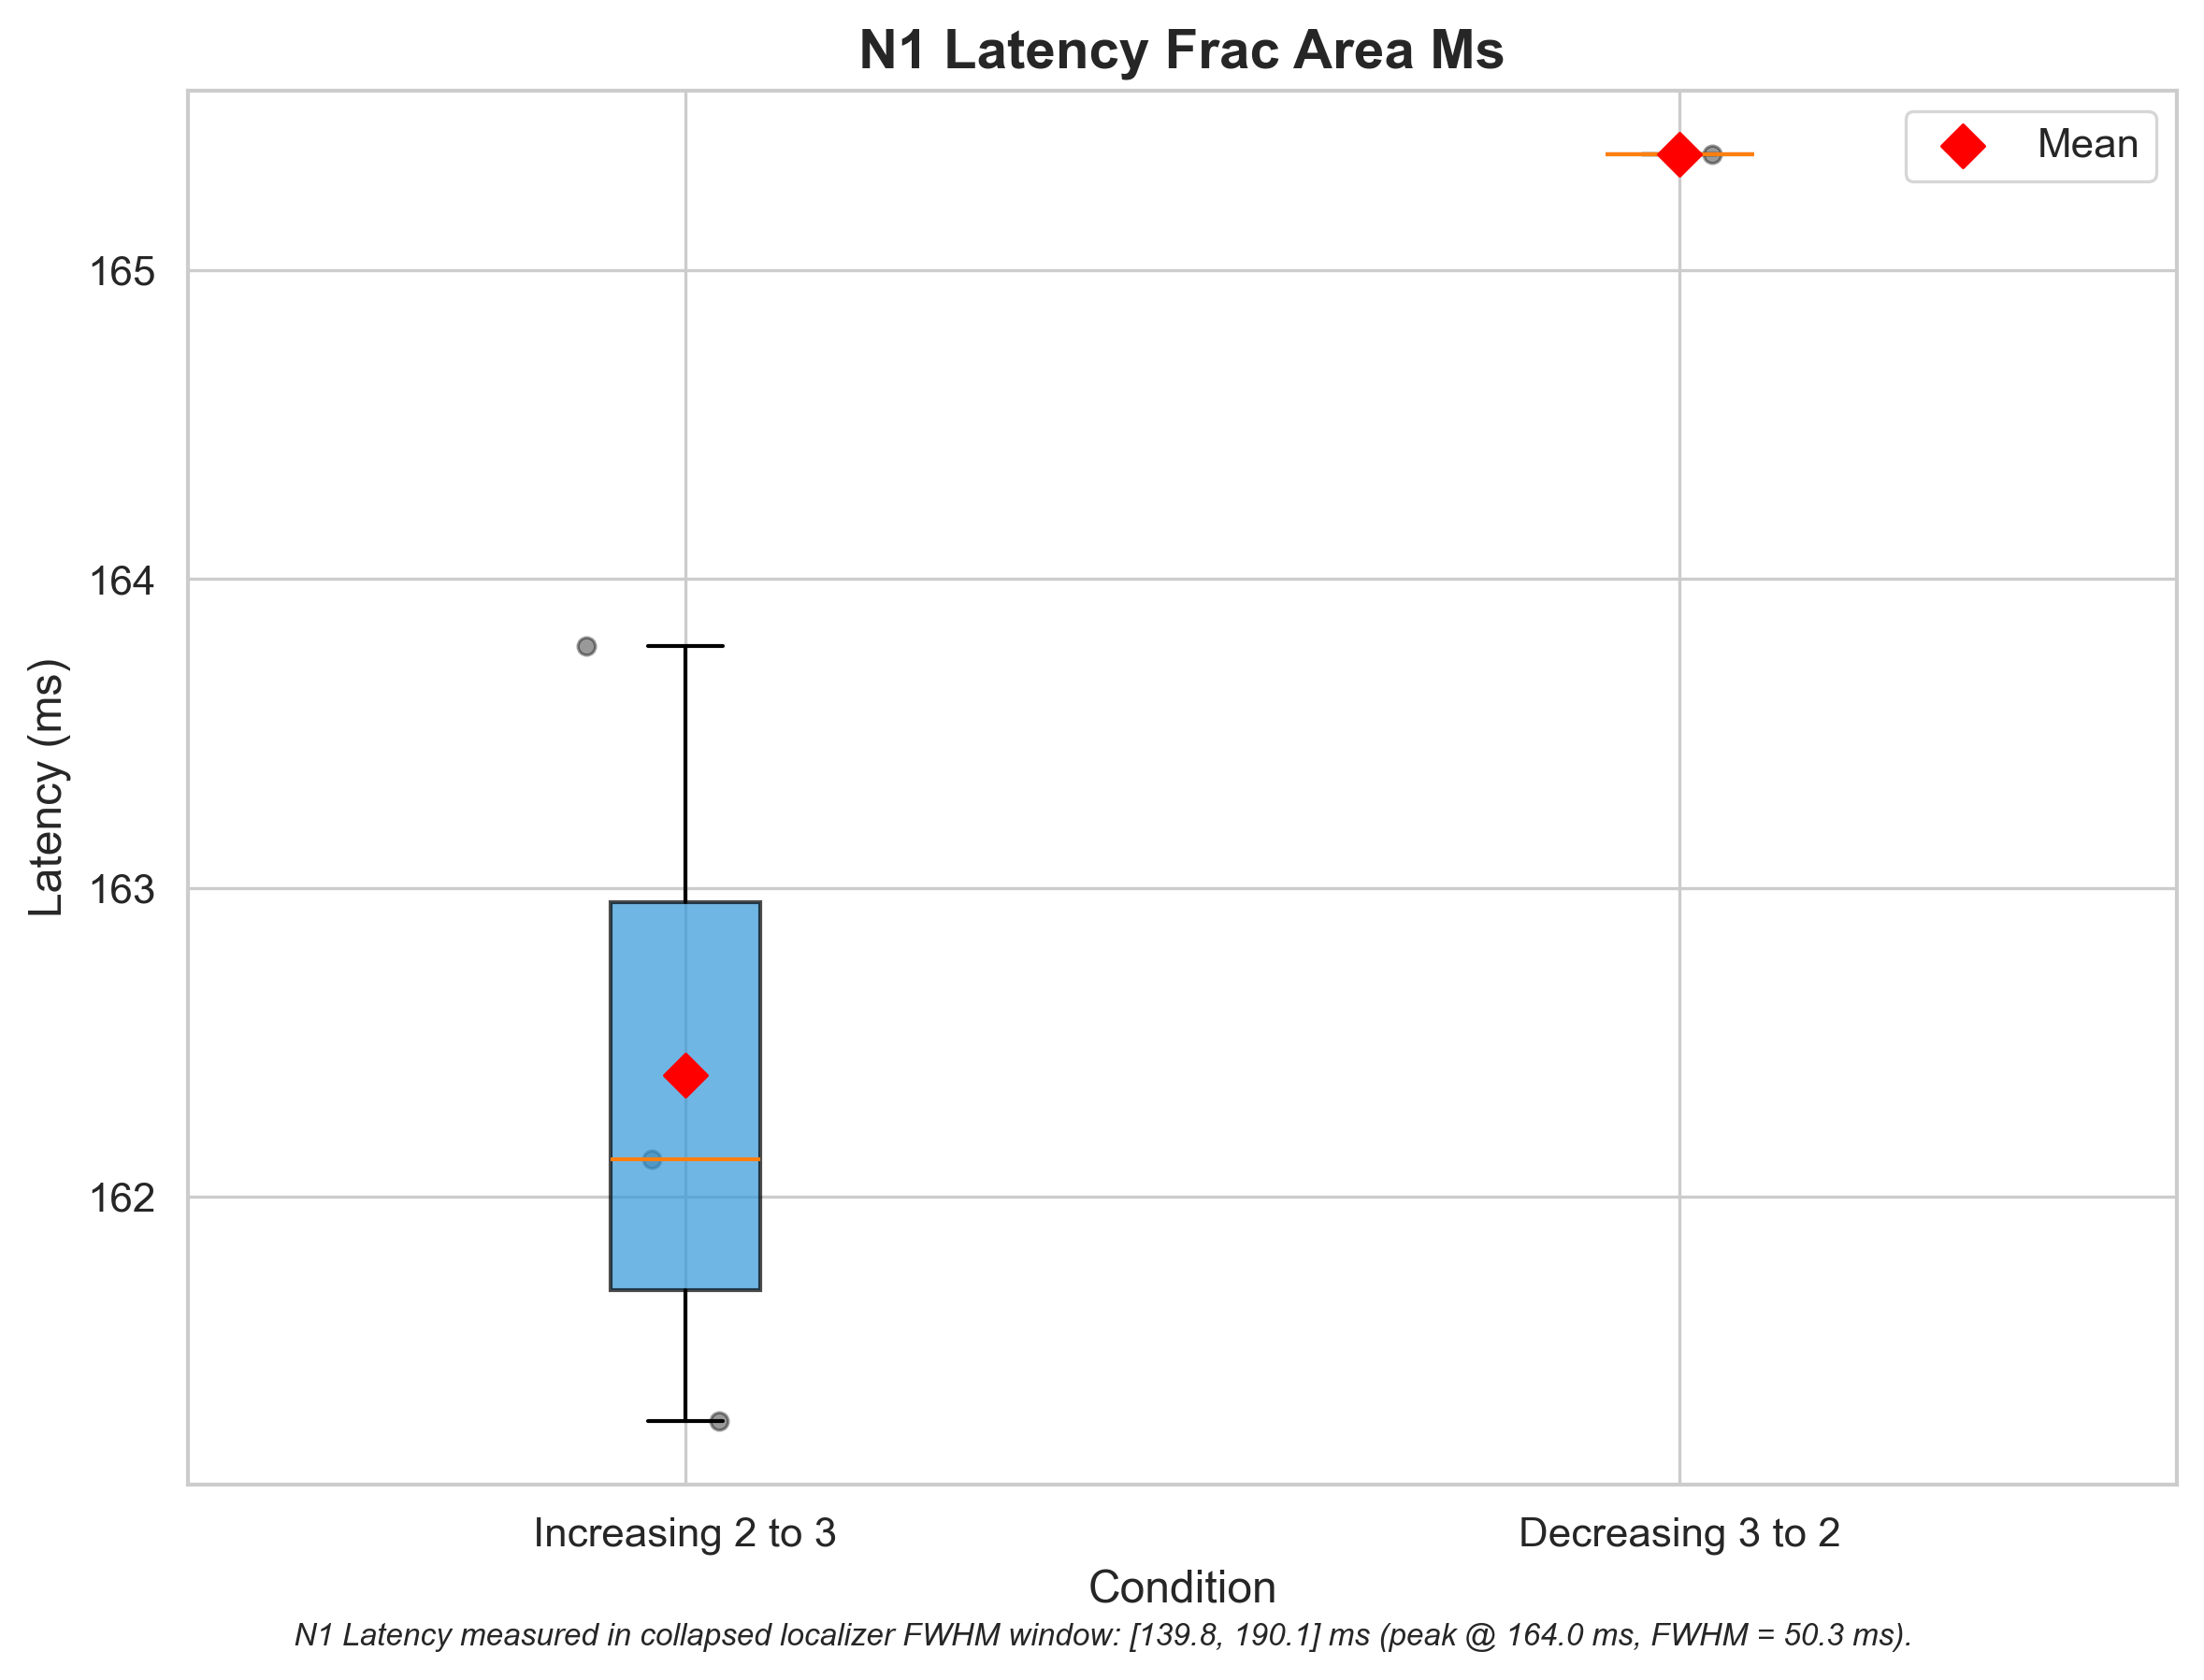 N1 Latency Frac Area Ms
Mean
165
164
163
162
Latency (ms)
Increasing 2 to 3
Decreasing 3 to 2
Condition
N1 Latency measured in collapsed localizer FWHM window: [139.8, 190.1] ms (peak @ 164.0 ms, FWHM = 50.3 ms).